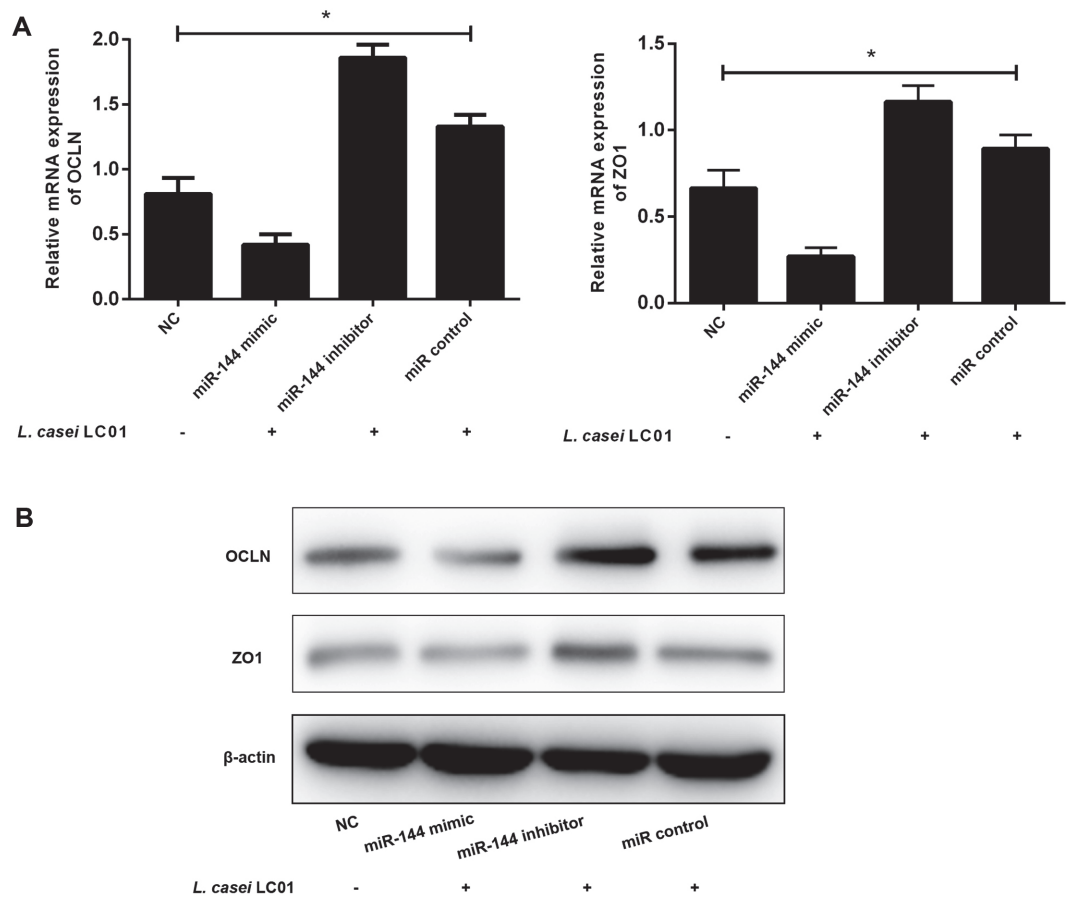 A
*
2.0
1.5
1.0
0.5
0.0
Relative mRNA expression
of OCLN
NC
miR-144 mimic
miR-144 inhibitor
miR control
L. casei LC01 - + + +
*
1.5
1.0
0.5
0.0
Relative mRNA expression
of ZO1
NC
miR-144 mimic
miR-144 inhibitor
miR control
L. casei LC01 - + + +
B
OCLN
ZO1
β-actin
NC
miR-144 mimic
miR-144 inhibitor
miR control
L. casei LC01 - + + +